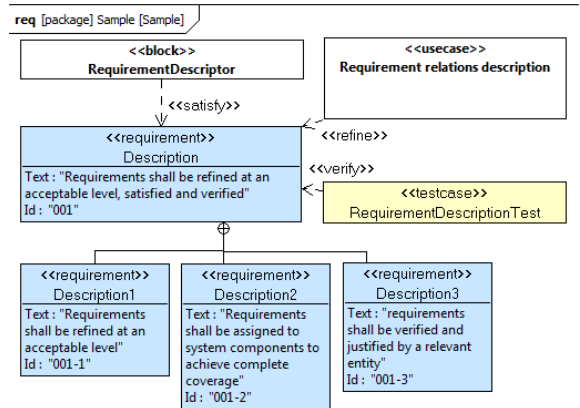 req [package] Sample [Sample]
<<block>>
RequirementDescriptor
<<usecase>>
Requirement relations description
<<satisfy>>
<<refine>>
<<requirement>>
Description
Text : "Requirements shall be refined at an
acceptable level, satisfied and verified"
Id : "001"
<<verify>>
<<testcase>>
RequirementDescriptionTest
<<requirement>>
Description1
Text : "Requirements
shall be refined at an
acceptable level"
Id : "001-1"
<<requirement>>
Description2
Text : "Requirements
shall be assigned to
system components to
achieve complete
coverage"
Id : "001-2"
<<requirement>>
Description3
Text : "requirements
shall be verified and
justified by a relevant
entity"
Id : "001-3"